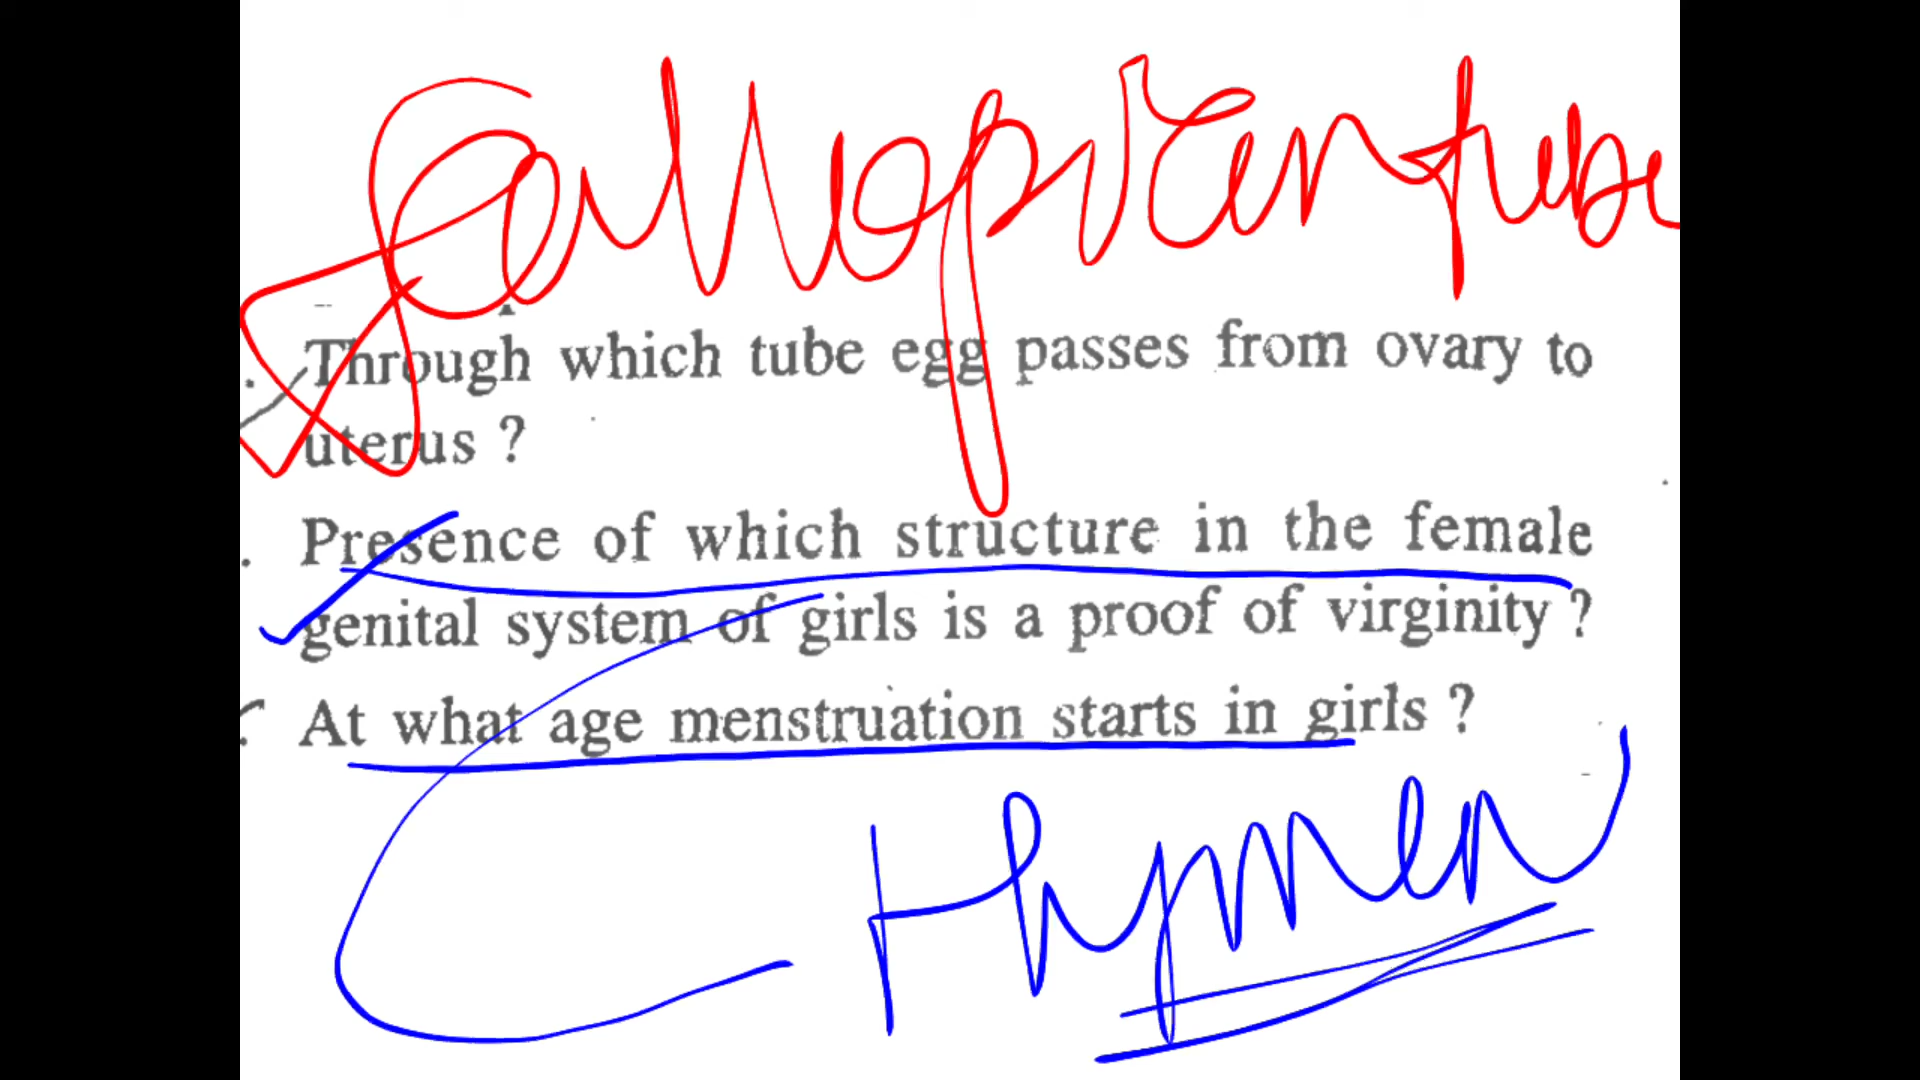 Fallopian tube
Through which tube egg passes from ovary to
uterus ?
. Presence of which structure in the female
genital system of girls is a proof of virginity ?
At what age menstruation starts in girls ?
Hymen